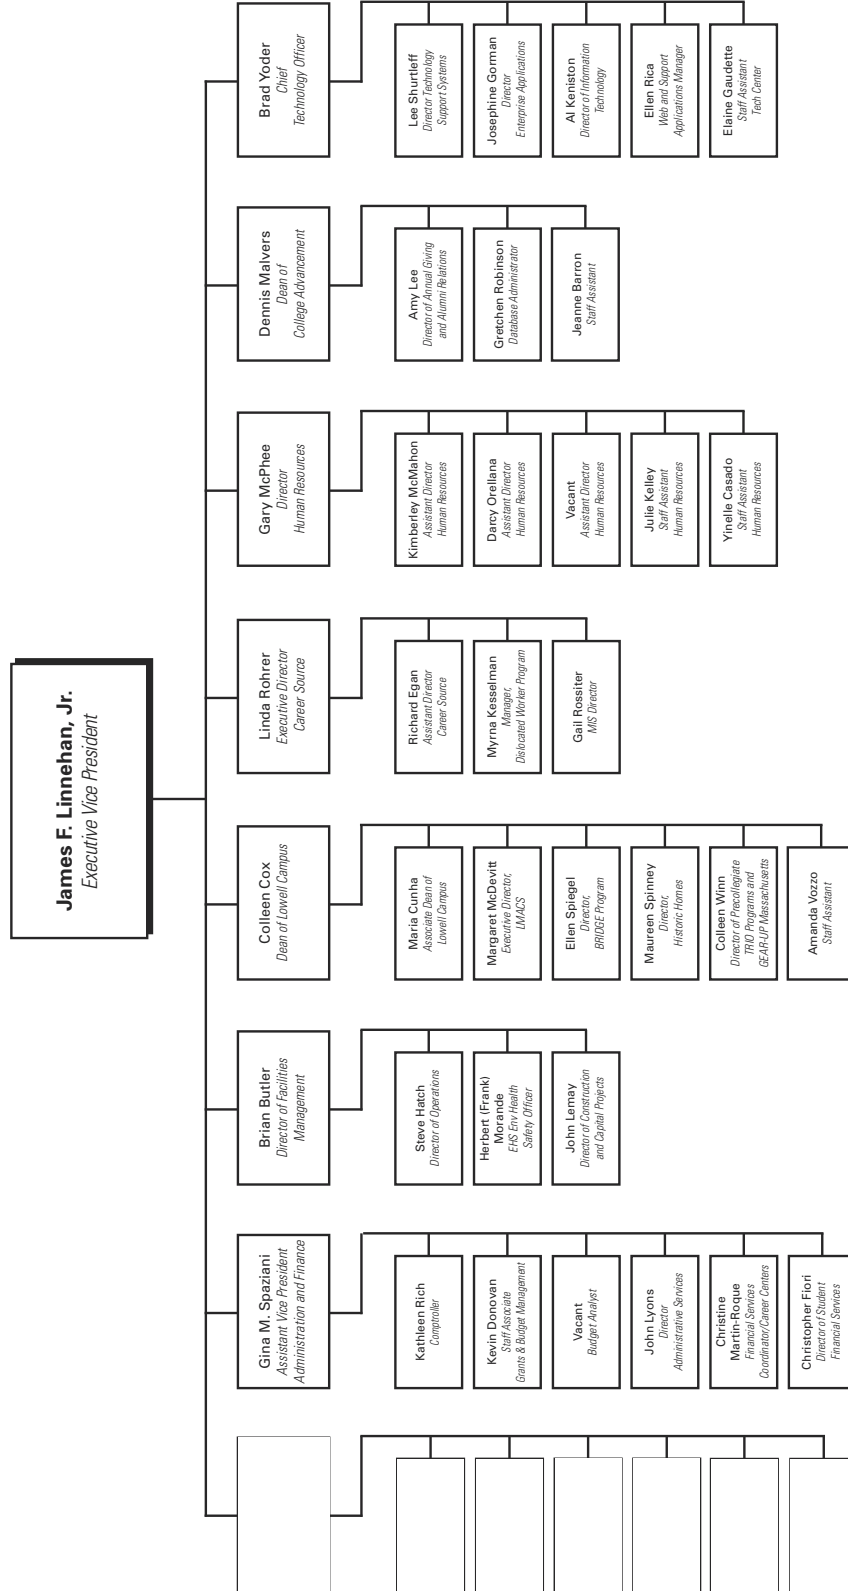 James F. Linnehan, Jr.
Executive Vice President
Gina M. Spaziani
Assistant Vice President
Administration and Finance
Kathleen Rich
Comptroller
Kevin Donovan
Staff Associate
Grants & Budget Management
Vacant
Budget Analyst
John Lyons
Director
Administrative Services
Christine
Martin-Roque
Financial Services
Coordinator/Career Centers
Christopher Fiori
Director of Student
Financial Services
Brian Butler
Director of Facilities
Management
Steve Hatch
Director of Operations
Herbert (Frank)
Morande
EHS Env Health
Safety Officer
John Lemay
Director of Construction
and Capital Projects
Colleen Cox
Dean of Lowell Campus
Maria Cunha
Associate Dean of
Lowell Campus
Margaret McDevitt
Executive Director,
LMACS
Ellen Spiegel
Director,
BRIDGE Program
Maureen Spinney
Director,
Historic Homes
Colleen Winn
Director of Precollegiate
TRIO Programs and
GEAR-UP Massachusetts
Amanda Vozzo
Staff Assistant
Linda Rohrer
Executive Director
Career Source
Richard Egan
Assistant Director
Career Source
Myrna Kesselman
Manager,
Dislocated Worker Program
Gail Rossiter
MIS Director
Gary McPhee
Director
Human Resources
Kimberley McMahon
Assistant Director
Human Resources
Darcy Orellana
Assistant Director
Human Resources
Vacant
Assistant Director
Human Resources
Julie Kelley
Staff Assistant
Human Resources
Yinelle Casado
Staff Assistant
Human Resources
Dennis Malvers
Dean of
College Advancement
Amy Lee
Director of Annual Giving
and Alumni Relations
Gretchen Robinson
Database Administrator
Jeanne Barron
Staff Assistant
Brad Yoder
Chief
Technology Officer
Lee Shurtleff
Director Technology
Support Systems
Josephine Gorman
Director
Enterprise Applications
Al Keniston
Director of Information
Technology
Ellen Rica
Web and Support
Applications Manager
Elaine Gaudette
Staff Assistant
Tech Center